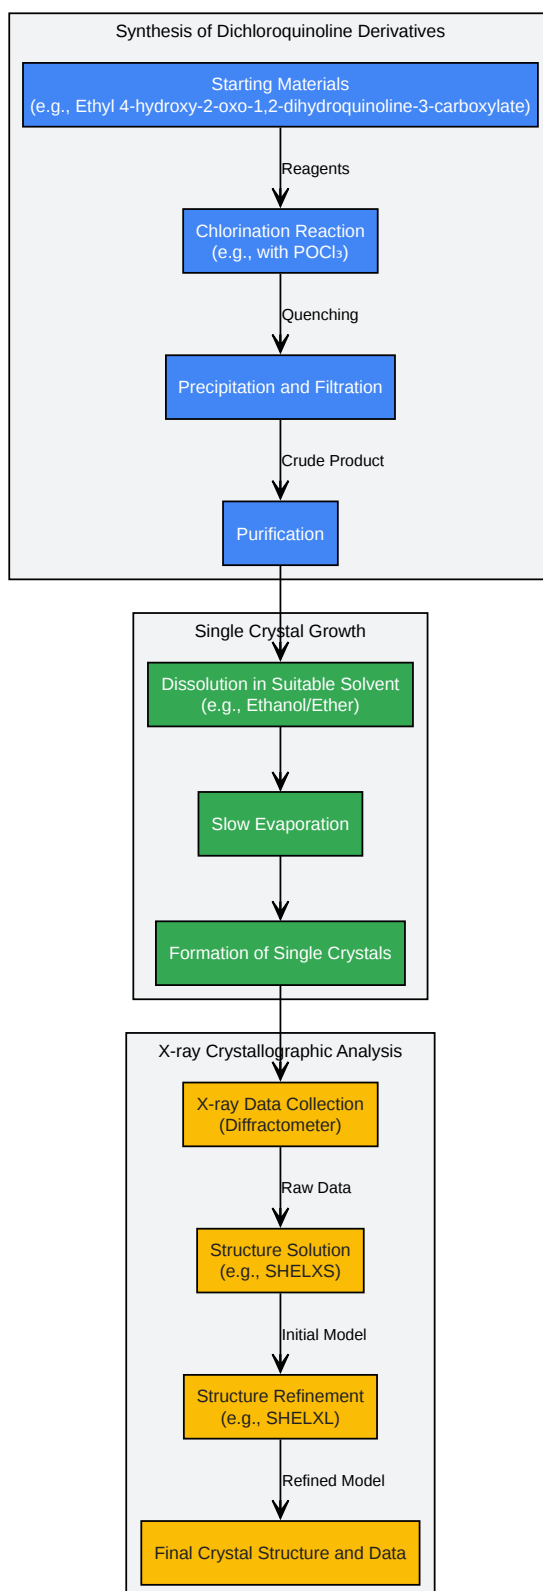 Synthesis of Dichloroquinoline Derivatives
Starting Materials
(e.g., Ethyl 4-hydroxy-2-oxo-1,2-dihydroquinoline-3-carboxylate)
Reagents
Chlorination Reaction
(e.g., with POCl₃)
Quenching
Precipitation and Filtration
Crude Product
Purification
Single Crystal Growth
Dissolution in Suitable Solvent
(e.g., Ethanol/Ether)
Slow Evaporation
Formation of Single Crystals
X-ray Crystallographic Analysis
X-ray Data Collection
(Diffractometer)
Raw Data
Structure Solution
(e.g., SHELXS)
Initial Model
Structure Refinement
(e.g., SHELXL)
Refined Model
Final Crystal Structure and Data